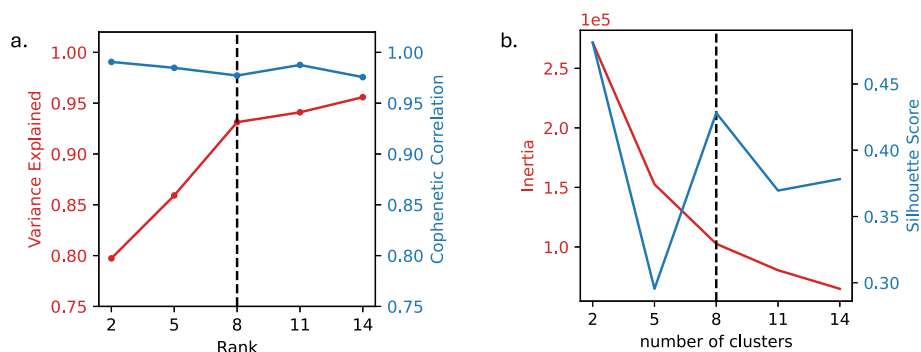 a.
1.00
0.95
0.90
0.85
0.80
0.75
Variance Explained
2 5 8 11 14
Rank
1.00
0.95
0.90
0.85
0.80
0.75
Cophenetic Correlation
b.
1e5
2.5
2.0
1.5
1.0
Inertia
2 5 8 11 14
number of clusters
0.45
0.40
0.35
0.30
Silhouette Score